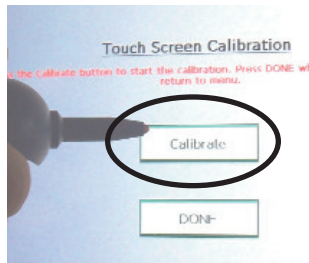 Touch Screen Calibration
the Calibrate button to start the calibration. Press DONE
return to menu.
Calibrate
DONE